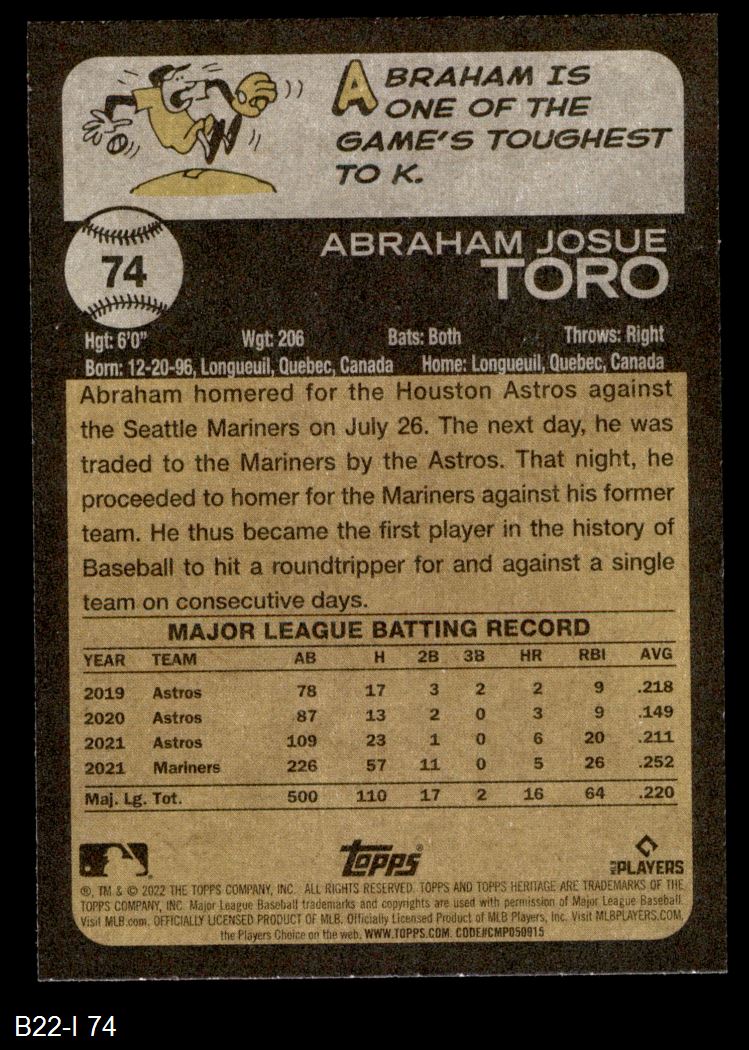 ABRAHAM IS
ONE OF THE
GAME'S TOUGHEST
TO K.
74
ABRAHAM JOSUE
TORO
Hgt: 6'0" Wgt: 206 Bats: Both Throws: Right
Born: 12-20-96, Longueuil, Quebec, Canada Home: Longueuil, Quebec, Canada
Abraham homered for the Houston Astros against
the Seattle Mariners on July 26. The next day, he was
traded to the Mariners by the Astros. That night, he
proceeded to homer for the Mariners against his former
team. He thus became the first player in the history of
Baseball to hit a roundtripper for and against a single
team on consecutive days.
MAJOR LEAGUE BATTING RECORD
YEAR TEAM AB H 2B 3B HR RBI AVG
2019 Astros 78 17 3 2 2 9 .218
2020 Astros 87 13 2 0 3 9 .149
2021 Astros 109 23 1 0 6 20 .211
2021 Mariners 226 57 11 0 5 26 .252
Maj. Lg. Tot. 500 110 17 2 16 64 .220
Topps MLB PLAYERS
®, TM & © 2022 THE TOPPS COMPANY, INC. ALL RIGHTS RESERVED. TOPPS AND TOPPS HERITAGE ARE TRADEMARKS OF THE
TOPPS COMPANY, INC. Major League Baseball trademarks and copyrights are used with permission of Major League Baseball.
Visit MLB.com. OFFICIALLY LICENSED PRODUCT OF MLB. Officially Licensed Product of MLB Players, Inc. Visit MLBPLAYERS.COM,
the Players Choice on the web. WWW.TOPPS.COM. CODE#CMP050915
B22-I 74